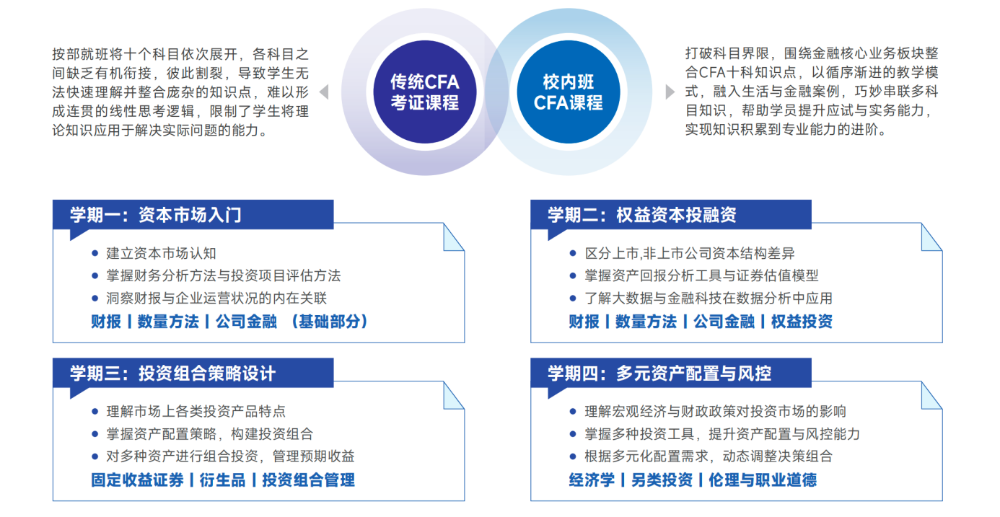 按部就班将十个科目依次展开，各科目之
间缺乏有机衔接，彼此割裂，导致学生无
法快速理解并整合庞杂的知识点，难以形
成连贯的线性思考逻辑，限制了学生将理
论知识应用于解决实际问题的能力。
传统CFA
考证课程
校内班
CFA课程
打破科目界限，围绕金融核心业务板块整
合CFA十科知识点，以循序渐进的教学模
式，融入生活与金融案例，巧妙串联多科
目知识，帮助学员提升应试与实务能力，
实现知识积累到专业能力的进阶。
学期一：资本市场入门
建立资本市场认知
掌握财务分析方法与投资项目评估方法
洞察财报与企业运营状况的内在关联
财报丨数量方法丨公司金融 （基础部分）
学期二：权益资本投融资
区分上市,非上市公司资本结构差异
掌握资产回报分析工具与证券估值模型
了解大数据与金融科技在数据分析中应用
财报丨数量方法丨公司金融丨权益投资
学期三：投资组合策略设计
理解市场上各类投资产品特点
掌握资产配置策略，构建投资组合
对多种资产进行组合投资，管理预期收益
固定收益证券丨衍生品丨投资组合管理
学期四：多元资产配置与风控
理解宏观经济与财政政策对投资市场的影响
掌握多种投资工具，提升资产配置与风控能力
根据多元化配置需求，动态调整决策组合
经济学丨另类投资丨伦理与职业道德